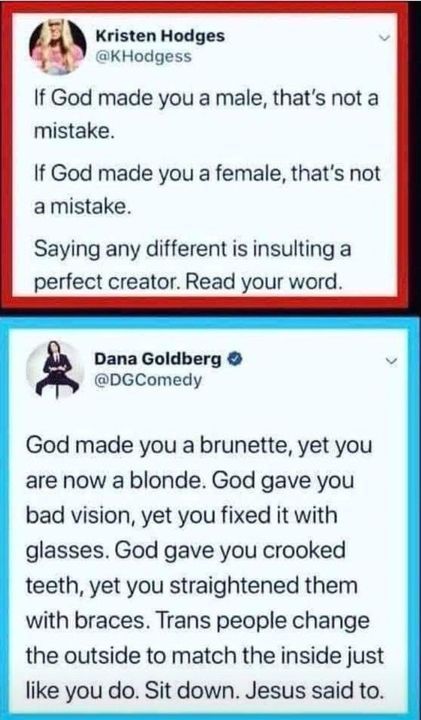 Kristen Hodges
@KHodgess
If God made you a male, that's not a
mistake.
If God made you a female, that's not
a mistake.
Saying any different is insulting a
perfect creator. Read your word.
Dana Goldberg
@DGComedy
God made you a brunette, yet you
are now a blonde. God gave you
bad vision, yet you fixed it with
glasses. God gave you crooked
teeth, yet you straightened them
with braces. Trans people change
the outside to match the inside just
like you do. Sit down. Jesus said to.